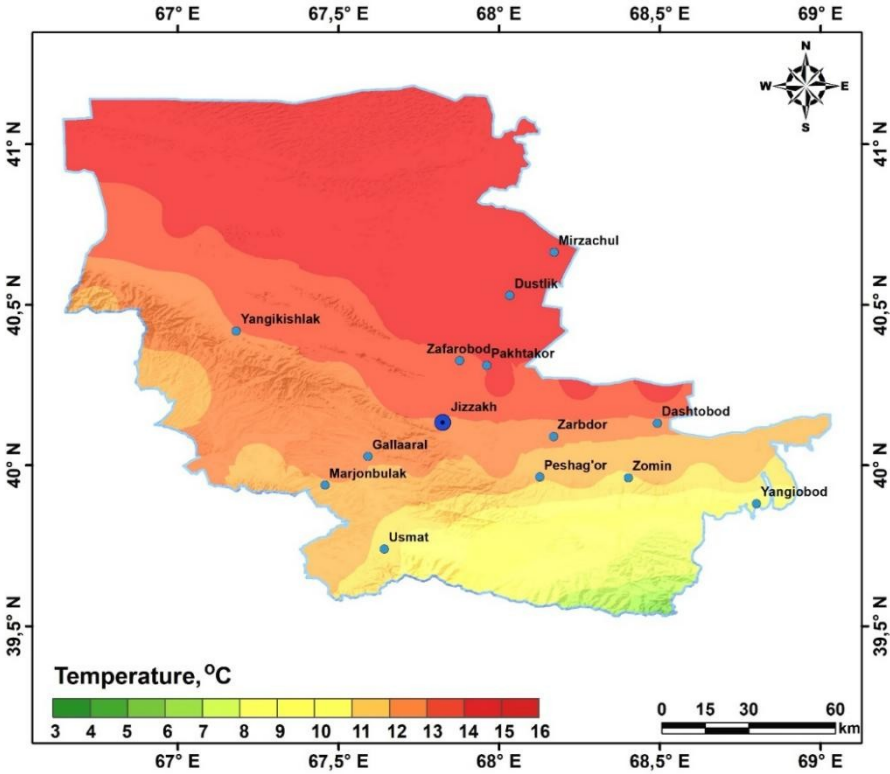 67° E 67,5° E 68° E 68,5° E 69° E
N
W E
S
41° N 41° N
Mirzachul
Dustlik
40,5° N 40,5° N
Yangikishlak
Zafarobod Pakhtakor
Jizzakh
Dashtobod
Zarbdor
Gallaaral
40° N 40° N
Marjonbulak Peshag'or Zomin
Yangiobod
Usmat
39,5° N 39,5° N
Temperature, °C
3 4 5 6 7 8 9 10 11 12 13 14 15 16
0 15 30 60
km
67° E 67,5° E 68° E 68,5° E 69° E